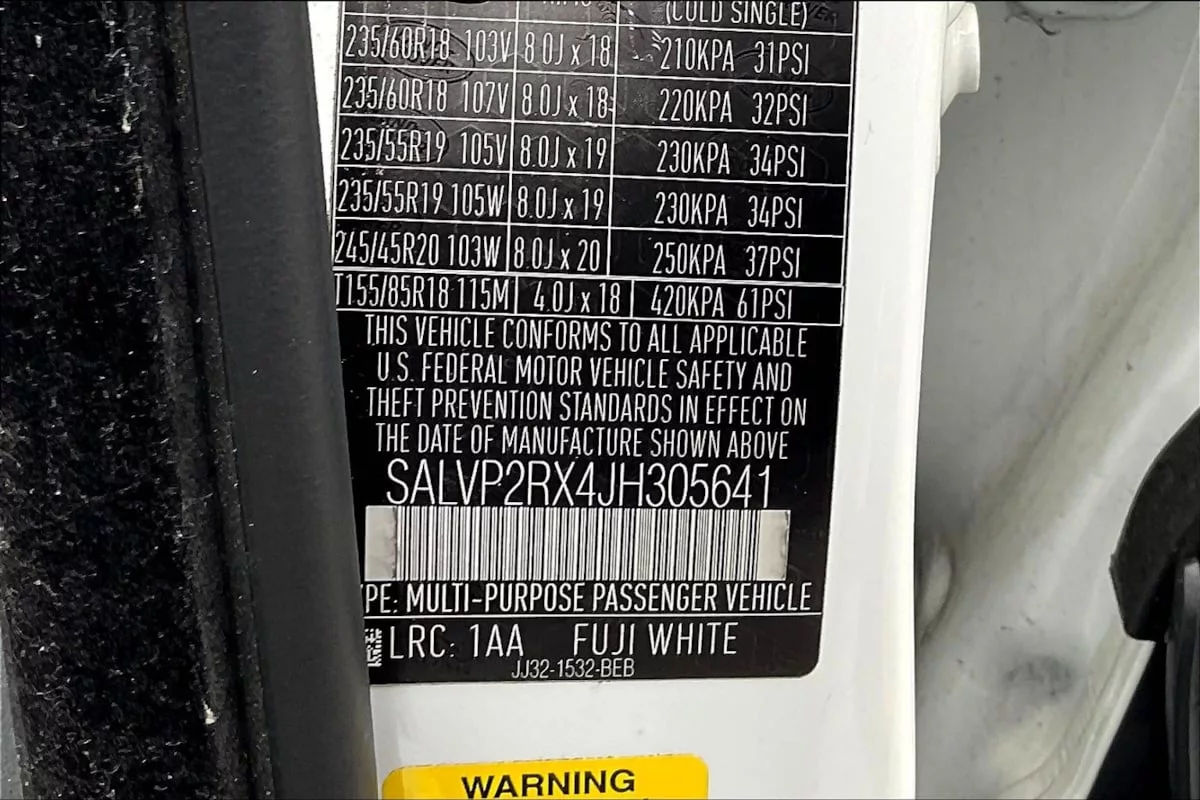 (COLD SINGLE)
235/60R18 103V 8.0J x 18 210KPA 31PSI
235/60R18 107V 8.0J x 18 220KPA 32PSI
235/55R19 105V 8.0J x 19 230KPA 34PSI
235/55R19 105W 8.0J x 19 230KPA 34PSI
245/45R20 103W 8.0J x 20 250KPA 37PSI
T155/85R18 115M 4.0J x 18 420KPA 61PSI
THIS VEHICLE CONFORMS TO ALL APPLICABLE
U.S. FEDERAL MOTOR VEHICLE SAFETY AND
THEFT PREVENTION STANDARDS IN EFFECT ON
THE DATE OF MANUFACTURE SHOWN ABOVE
SALVP2RX4JH305641
PE: MULTI-PURPOSE PASSENGER VEHICLE
LRC: 1AA FUJI WHITE
JJ32-1532-BEB
WARNING